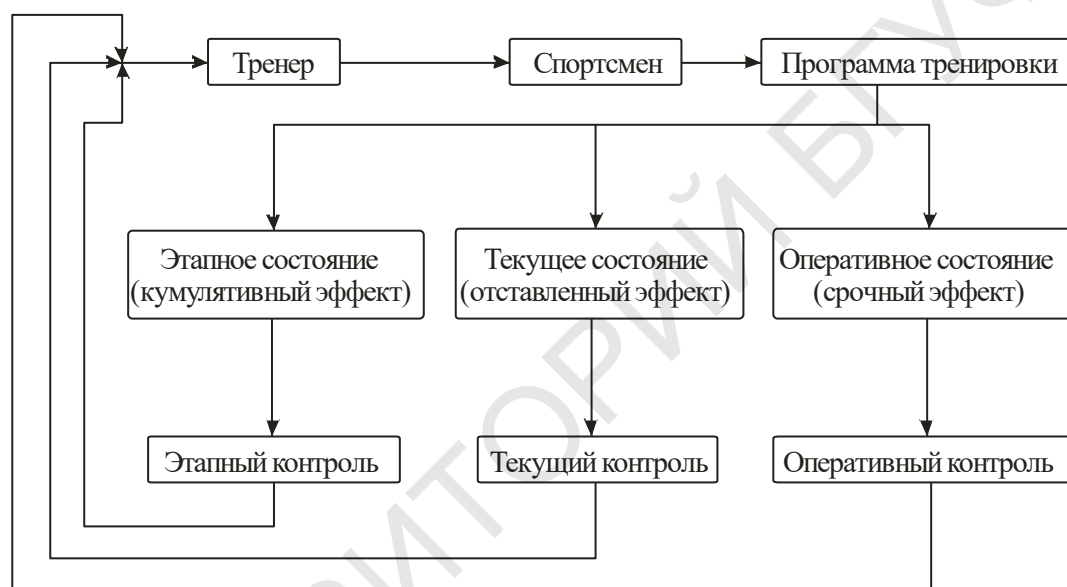 Тренер
Спортсмен
Программа тренировки
Этапное состояние
(кумулятивный эффект)
Текущее состояние
(отставленный эффект)
Оперативное состояние
(срочный эффект)
Этапный контроль
Текущий контроль
Оперативный контроль